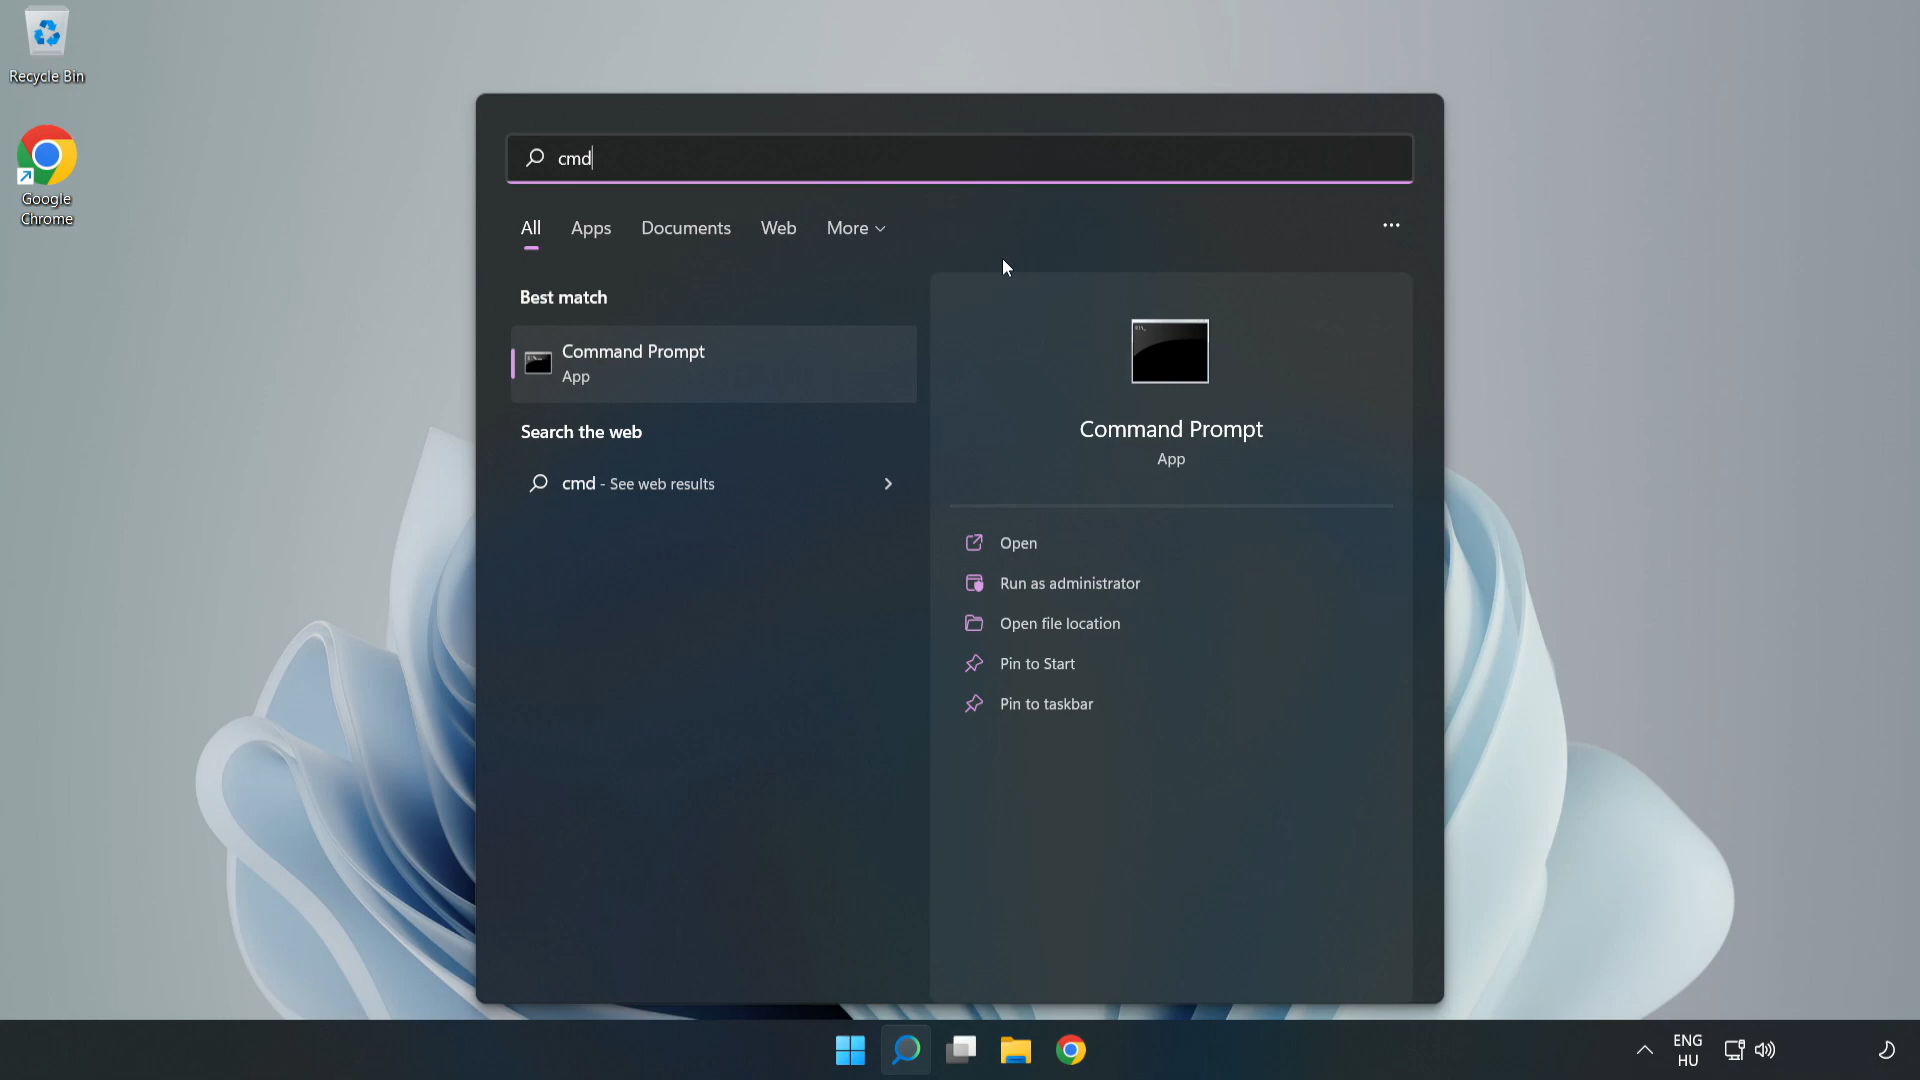 Recycle Bin
Google
Chrome
cmd
All
Apps
Documents
Web
More
Best match
Command Prompt
App
Search the web
cmd - See web results
Command Prompt
App
Open
Run as administrator
Open file location
Pin to Start
Pin to taskbar
ENG
HU